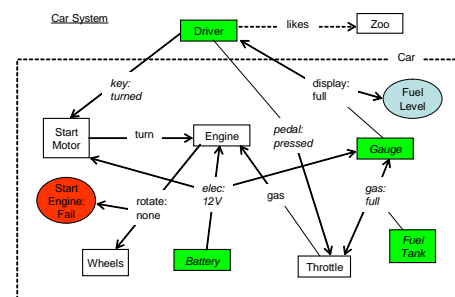 Car System
Driver
likes
Zoo
Car
key:
turned
display:
full
Fuel
Level
Start
Motor
turn
Engine
pedal:
pressed
Gauge
Start
Engine:
Fail
rotate:
none
elec:
12V
gas
gas:
full
Wheels
Battery
Throttle
Fuel
Tank